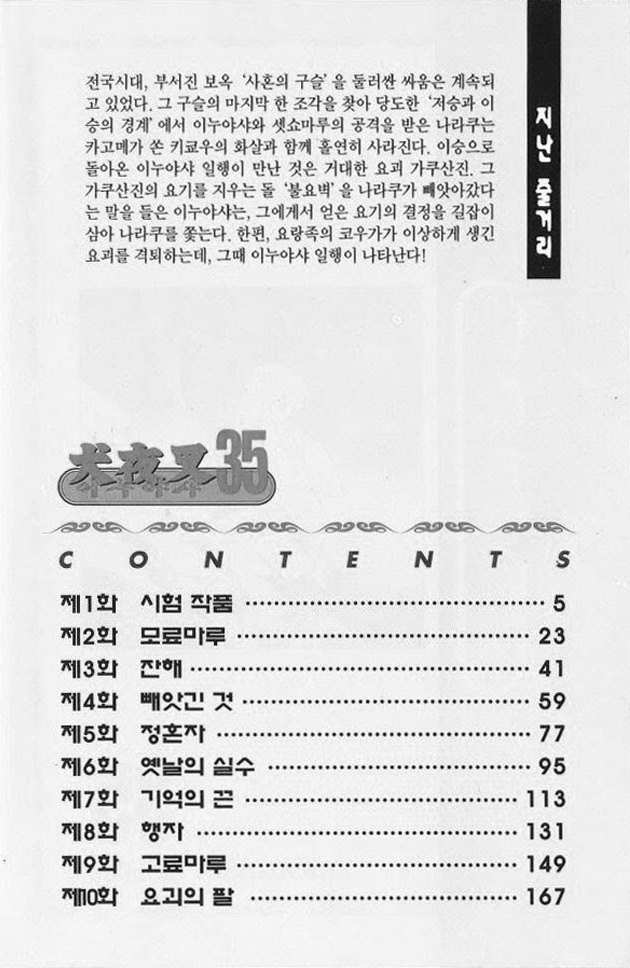 지난 줄거리
전국시대, 부서진 보옥 ‘사혼의 구슬’을 둘러싼 싸움은 계속되
고 있었다. 그 구슬의 마지막 한 조각을 찾아 당도한 ‘저승과 이
승의 경계’에서 이누야샤와 셋쇼마루의 공격을 받은 나라쿠는
카고메가 쏜 키쿄우의 화살과 함께 홀연히 사라진다. 이승으로
돌아온 이누야샤 일행이 만난 것은 거대한 요괴 가쿠산진. 그
가쿠산진의 요기를 지우는 돌 ‘불요벽’을 나라쿠가 빼앗아갔다
는 말을 들은 이누야샤는, 그에게서 얻은 요기의 결정을 길잡이
삼아 나라쿠를 쫓는다. 한편, 요랑족의 코우가가 이상하게 생긴
요괴를 격퇴하는데, 그때 이누야샤 일행이 나타난다!
犬夜叉 35
이누야샤
CONTENTS
제1화 시험 작품 ········ 5
제2화 모료마루 ········ 23
제3화 잔해 ········ 41
제4화 빼앗긴 것 ········ 59
제5화 정혼자 ········ 77
제6화 옛날의 실수 ········ 95
제7화 기억의 끈 ········ 113
제8화 행자 ········ 131
제9화 고료마루 ········ 149
제10화 요괴의 팔 ········ 167